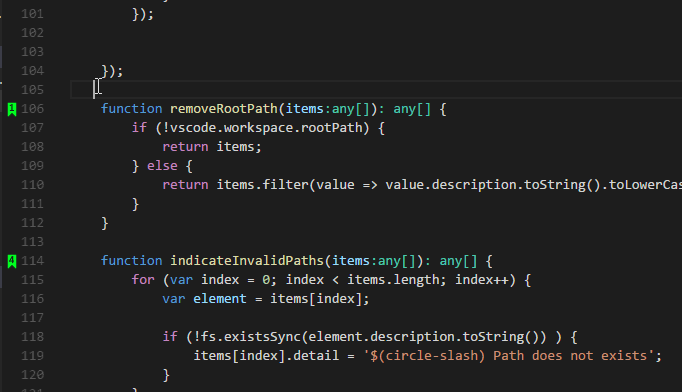 101 });
102
103
104 });
105
1 106 function removeRootPath(items:any[]): any[] {
107 if (!vscode.workspace.rootPath) {
108 return items;
109 } else {
110 return items.filter(value => value.description.toString().toLowerCas
111 }
112 }
113
4 114 function indicateInvalidPaths(items:any[]): any[] {
115 for (var index = 0; index < items.length; index++) {
116 var element = items[index];
117
118 if (!fs.existsSync(element.description.toString()) ) {
119 items[index].detail = '$(circle-slash) Path does not exists';
120 }